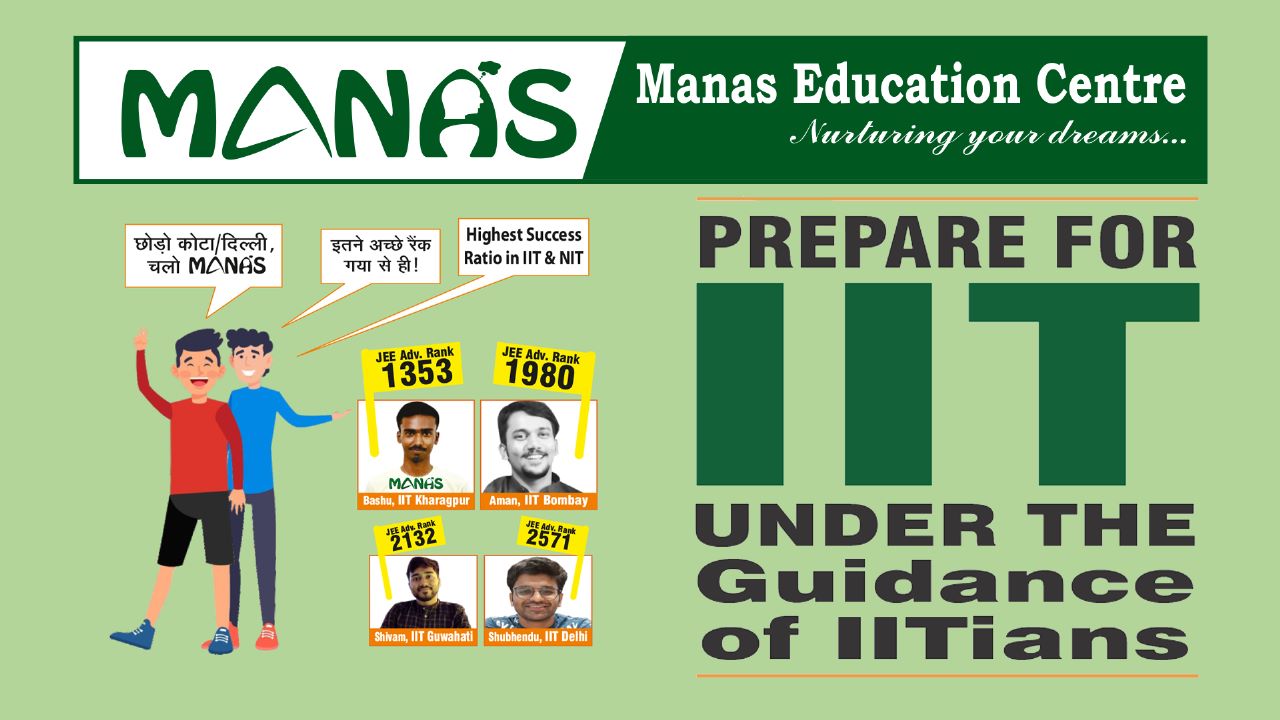 MANAS
Manas Education Centre
Nurturing your dreams...
छोड़ो कोटा/दिल्ली,
चलो MANAS
इतने अच्छे रैंक
गया से ही!
Highest Success
Ratio in IIT & NIT
JEE Adv. Rank
1353
JEE Adv. Rank
1980
MANAS
Bashu, IIT Kharagpur
Aman, IIT Bombay
JEE Adv. Rank
2132
JEE Adv. Rank
2571
Shivam, IIT Guwahati
Shubhendu, IIT Delhi
PREPARE FOR
IIT
UNDER THE
Guidance
of IITians